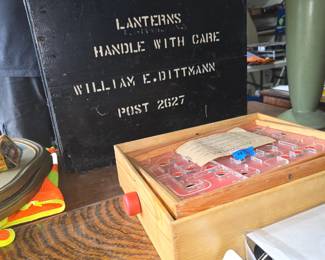 LANTERNS
HANDLE WITH CARE
WILLIAM E. DITTMANN
POST 2627